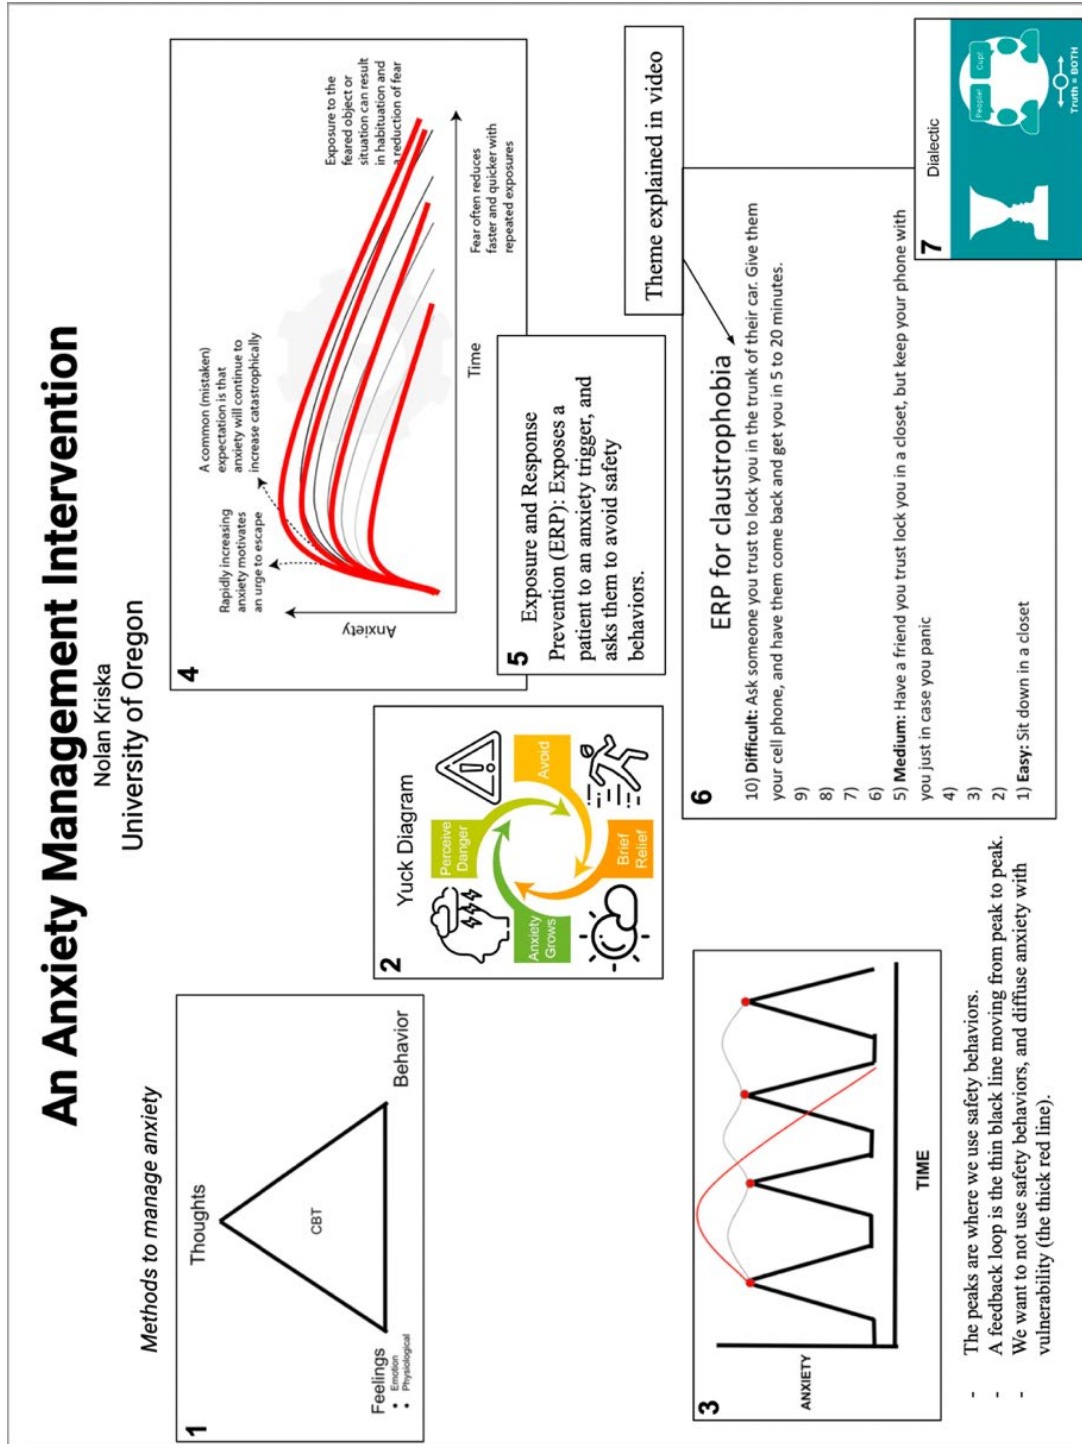 An Anxiety Management Intervention
Nolan Kriska
University of Oregon
Methods to manage anxiety
1
Thoughts
CBT
Feelings
• Emotion
• Physiological
Behavior
2
Yuck Diagram
Perceive
Danger
Avoid
Brief
Relief
Anxiety
Grows
3
ANXIETY
TIME
- The peaks are where we use safety behaviors.
- A feedback loop is the thin black line moving from peak to peak.
- We want to not use safety behaviors, and diffuse anxiety with
vulnerability (the thick red line).
4
Rapidly increasing
anxiety motivates
an urge to escape
A common (mistaken)
expectation is that
anxiety will continue to
increase catastrophically
Exposure to the
feared object or
situation can result
in habituation and
a reduction of fear
Anxiety
Time
Fear often reduces
faster and quicker with
repeated exposures
5
Exposure and Response
Prevention (ERP): Exposes a
patient to an anxiety trigger, and
asks them to avoid safety
behaviors.
Theme explained in video
6
ERP for claustrophobia
10) Difficult: Ask someone you trust to lock you in the trunk of their car. Give them
your cell phone, and have them come back and get you in 5 to 20 minutes.
9)
8)
7)
6)
5) Medium: Have a friend you trust lock you in a closet, but keep your phone with
you just in case you panic
4)
3)
2)
1) Easy: Sit down in a closet
7
Dialectic
People!
Cup!
Truth = BOTH